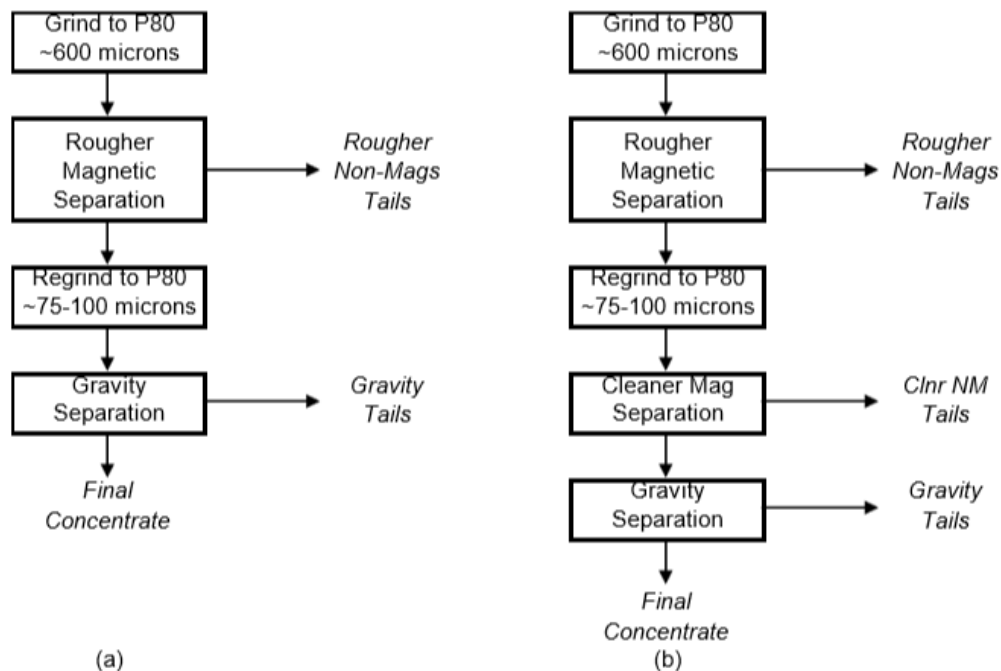 Grind to P80
~600 microns
Rougher
Magnetic
Separation
Rougher
Non-Mags
Tails
Regrind to P80
~75-100 microns
Gravity
Separation
Gravity
Tails
Final
Concentrate
(a)
Grind to P80
~600 microns
Rougher
Magnetic
Separation
Rougher
Non-Mags
Tails
Regrind to P80
~75-100 microns
Cleaner Mag
Separation
Clnr NM
Tails
Gravity
Separation
Gravity
Tails
Final
Concentrate
(b)